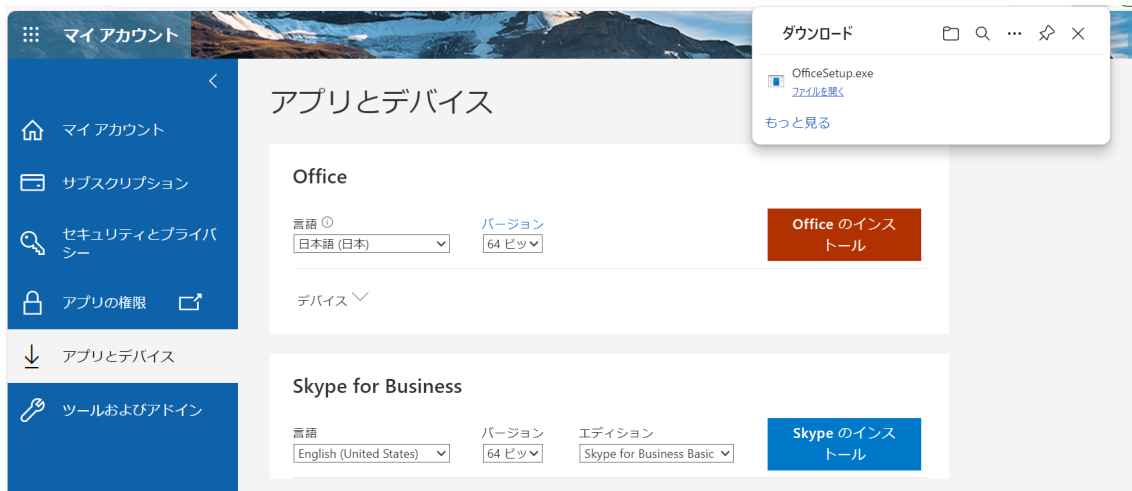 マイ アカウント
ダウンロード
OfficeSetup.exe
ファイルを開く
もっと見る
マイ アカウント
サブスクリプション
セキュリティとプライバ
シー
アプリの権限
アプリとデバイス
ツールおよびアドイン
アプリとデバイス
Office
言語
バージョン
日本語 (日本)
64 ビッ
Office のインス
トール
デバイス
Skype for Business
言語
バージョン
エディション
English (United States)
64 ビッ
Skype for Business Basic
Skype のインス
トール